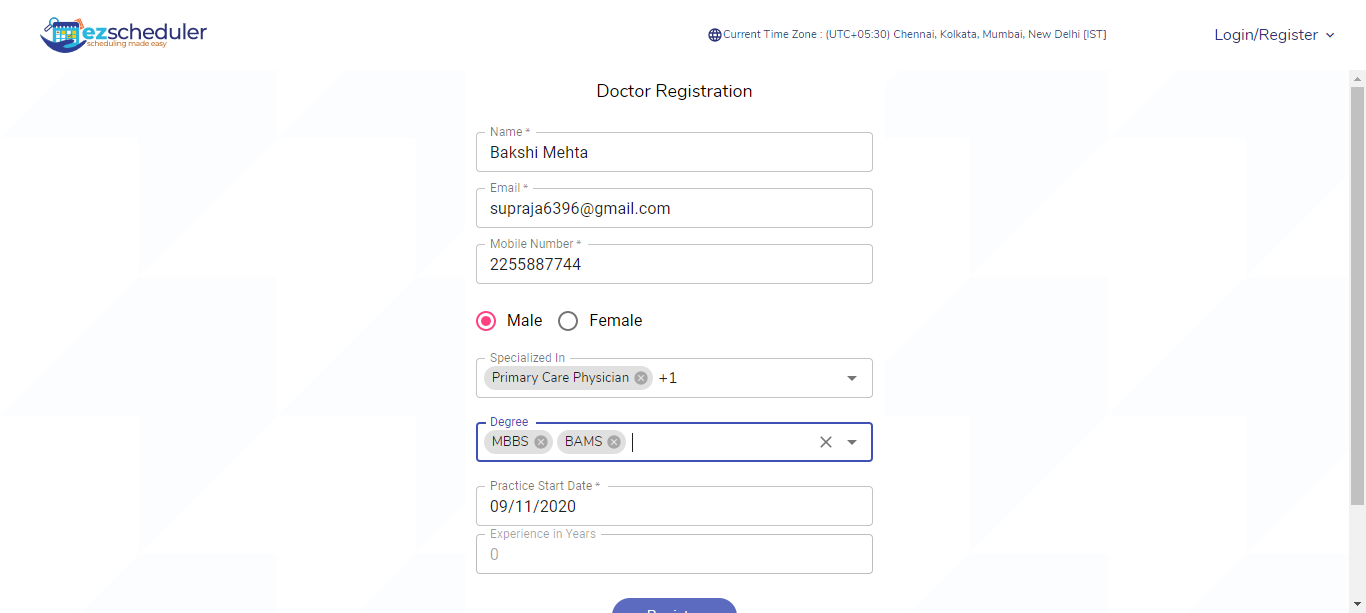 ezscheduler
scheduling made easy
Current Time Zone : (UTC+05:30) Chennai, Kolkata, Mumbai, New Delhi [IST]
Login/Register
Doctor Registration
Name *
Bakshi Mehta
Email *
supraja6396@gmail.com
Mobile Number *
2255887744
Male Female
Specialized In
Primary Care Physician +1
Degree
MBBS BAMS
Practice Start Date *
09/11/2020
Experience in Years
0